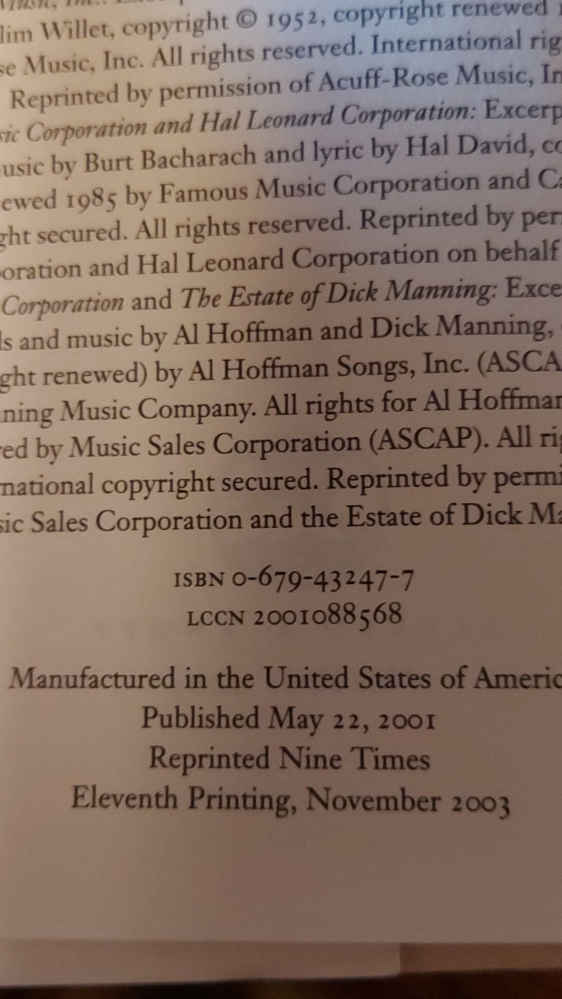 lim Willet, copyright © 1952, copyright renewed
se Music, Inc. All rights reserved. International rig
Reprinted by permission of Acuff-Rose Music, In
sic Corporation and Hal Leonard Corporation: Excerp
usic by Burt Bacharach and lyric by Hal David, co
ewed 1985 by Famous Music Corporation and Ca
ght secured. All rights reserved. Reprinted by per
oration and Hal Leonard Corporation on behalf
Corporation and The Estate of Dick Manning: Exce
ls and music by Al Hoffman and Dick Manning,
ght renewed) by Al Hoffman Songs, Inc. (ASCA
ning Music Company. All rights for Al Hoffman
red by Music Sales Corporation (ASCAP). All rig
national copyright secured. Reprinted by permi
sic Sales Corporation and the Estate of Dick Ma
ISBN 0-679-43247-7
LCCN 2001088568
Manufactured in the United States of Americ
Published May 22, 2001
Reprinted Nine Times
Eleventh Printing, November 2003